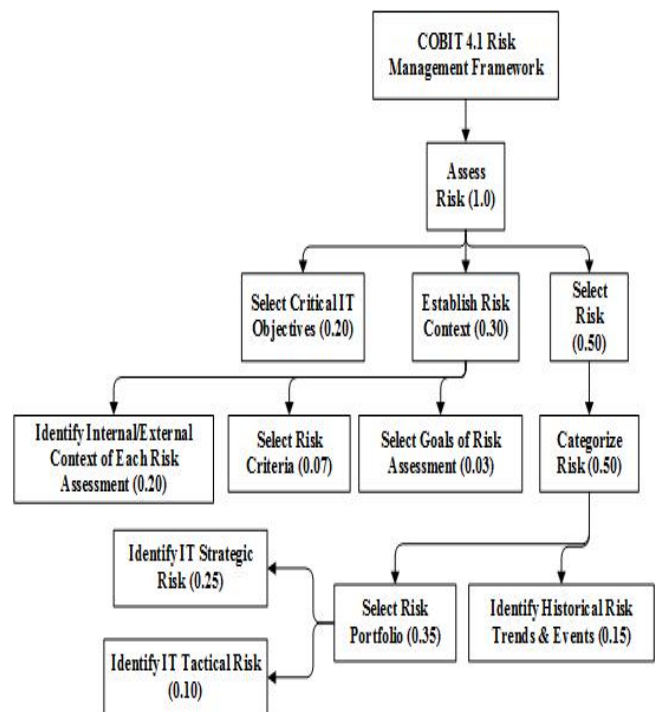 COBIT 4.1 Risk
Management Framework
Assess
Risk (1.0)
Select Critical IT
Objectives (0.20)
Establish Risk
Context (0.30)
Select
Risk
(0.50)
Identify Internal/External
Context of Each Risk
Assessment (0.20)
Select Risk
Criteria (0.07)
Select Goals of Risk
Assessment (0.03)
Categorize
Risk (0.50)
Identify IT Strategic
Risk (0.25)
Select Risk
Portfolio (0.35)
Identify Historical Risk
Trends & Events (0.15)
Identify IT Tactical Risk
(0.10)